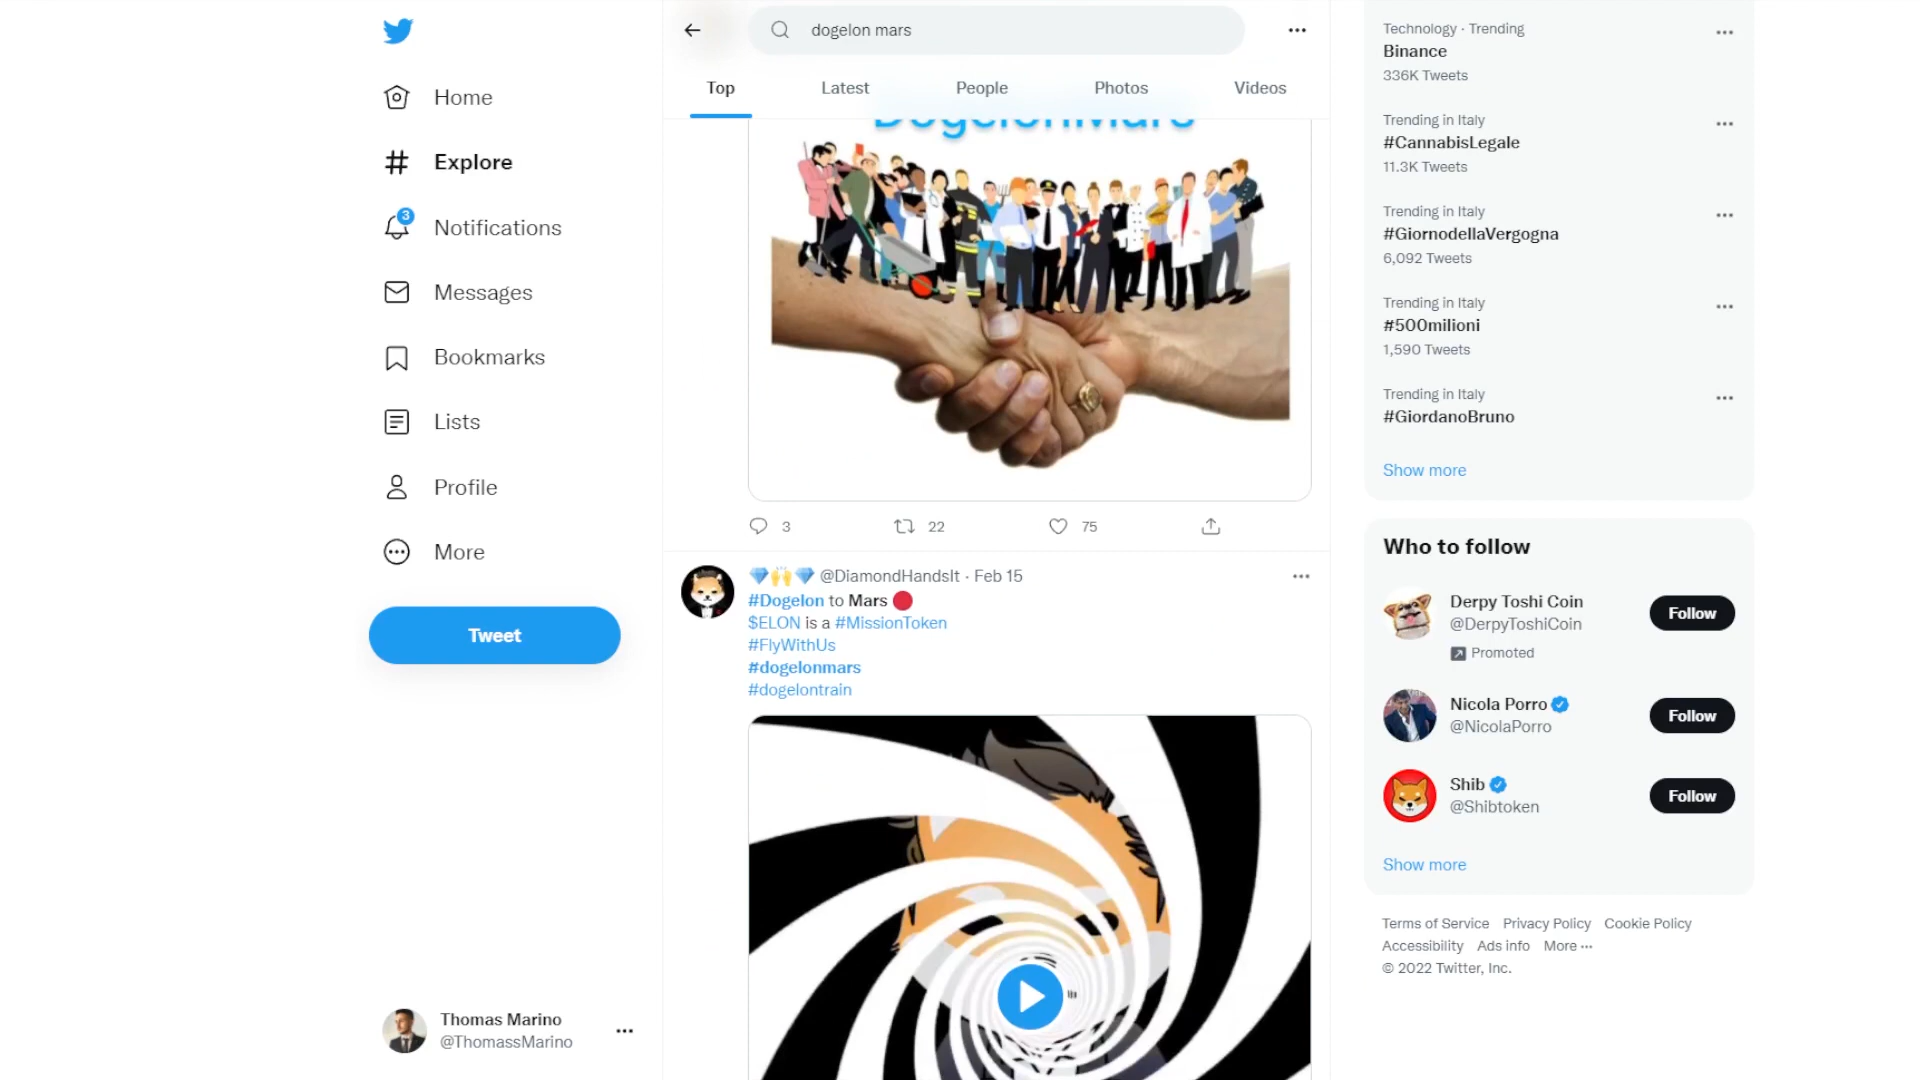 Home
Explore
3
Notifications
Messages
Bookmarks
Lists
Profile
More
Tweet
Thomas Marino
@ThomassMarino
dogelon mars
Top
Latest
People
Photos
Videos
DogelonMars
3
22
75
@DiamondHandsIt · Feb 15
#Dogelon to Mars
$ELON is a #MissionToken
#FlyWithUs
#dogelonmars
#dogelontrain
Technology · Trending
Binance
336K Tweets
Trending in Italy
#CannabisLegale
11.3K Tweets
Trending in Italy
#GiornodellaVergogna
6,092 Tweets
Trending in Italy
#500milioni
1,590 Tweets
Trending in Italy
#GiordanoBruno
Show more
Who to follow
Derpy Toshi Coin
@DerpyToshiCoin
Promoted
Follow
Nicola Porro
@NicolaPorro
Follow
Shib
@Shibtoken
Follow
Show more
Terms of Service Privacy Policy Cookie Policy
Accessibility Ads info More
© 2022 Twitter, Inc.